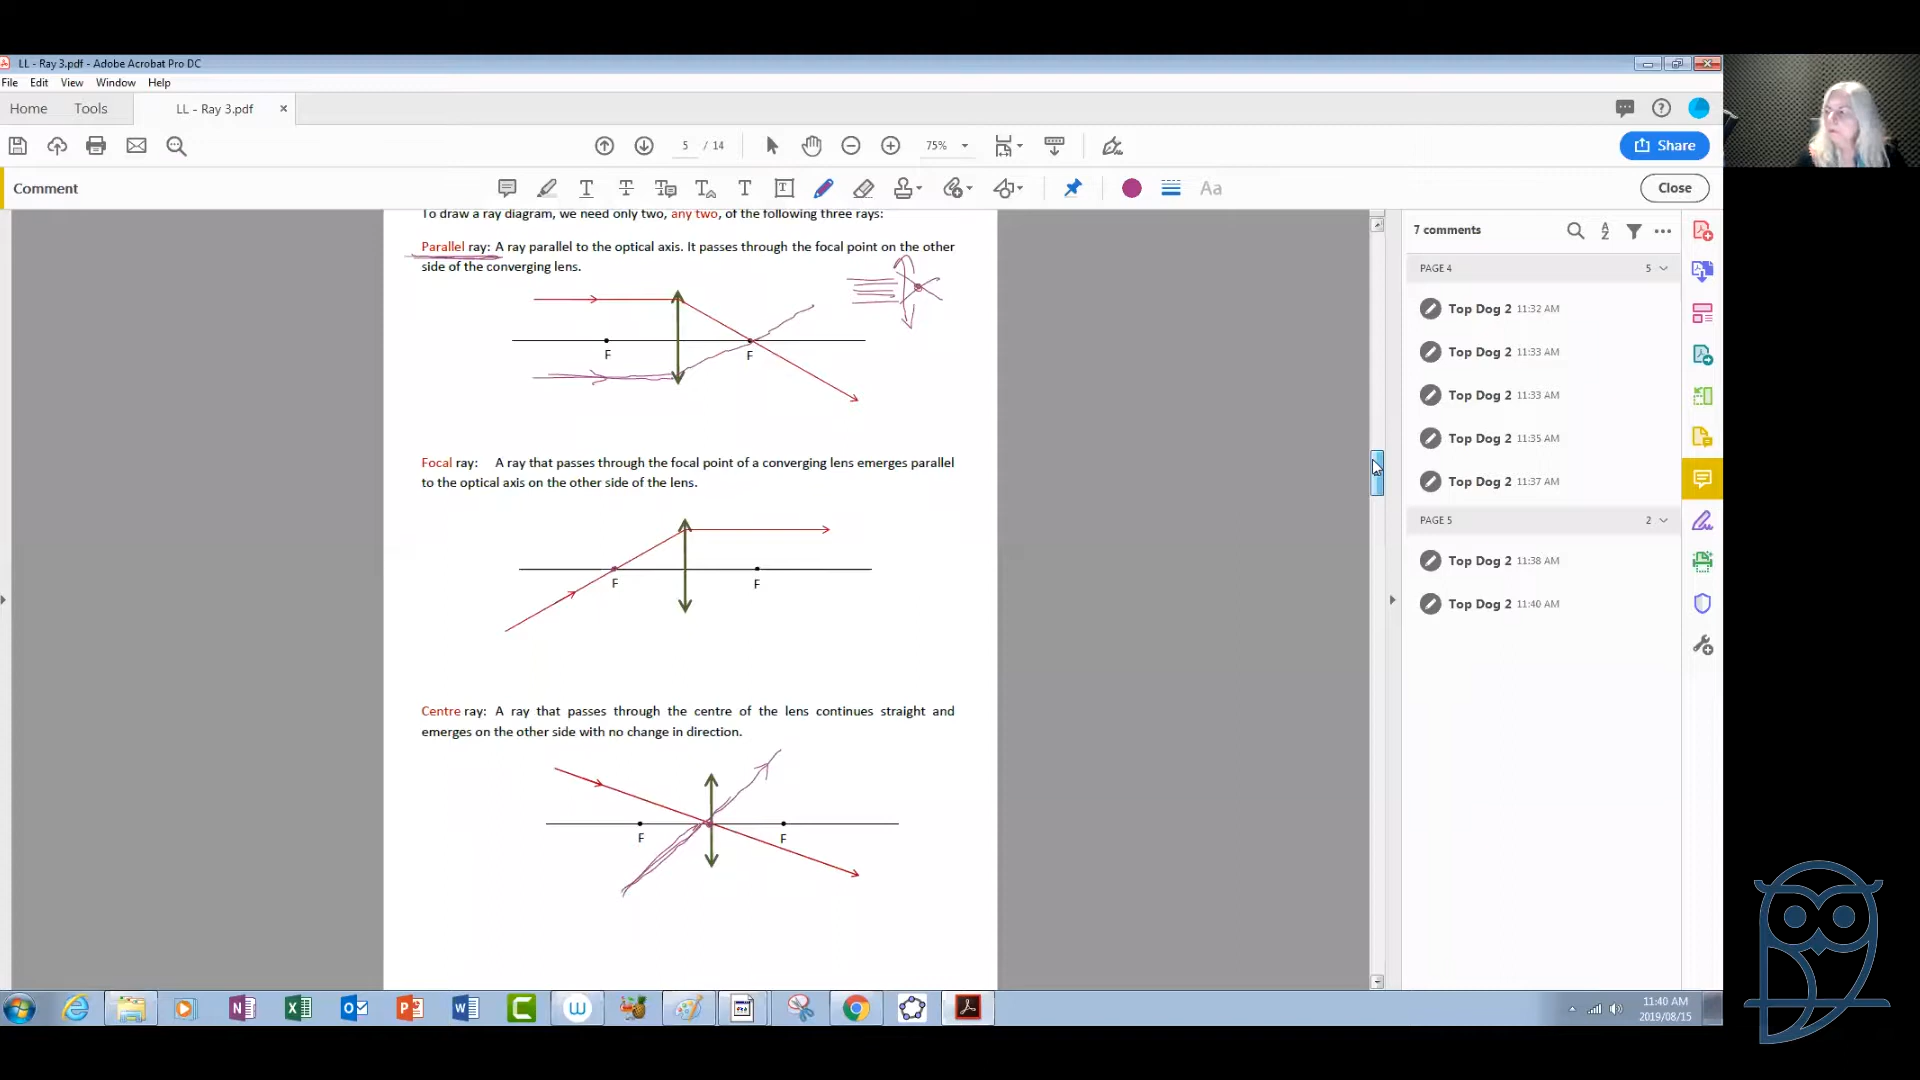 LL - Ray 3.pdf - Adobe Acrobat Pro DC
File Edit View Window Help
Home Tools LL - Ray 3.pdf ×
5 / 14 75%
Share
Comment
Aa
Close
To draw a ray diagram, we need only two, any two, of the following three rays:
Parallel ray: A ray parallel to the optical axis. It passes through the focal point on the other
side of the converging lens.
F F
Focal ray: A ray that passes through the focal point of a converging lens emerges parallel
to the optical axis on the other side of the lens.
F F
Centre ray: A ray that passes through the centre of the lens continues straight and
emerges on the other side with no change in direction.
F F
7 comments
PAGE 4 5
Top Dog 2 11:32 AM
Top Dog 2 11:33 AM
Top Dog 2 11:33 AM
Top Dog 2 11:35 AM
Top Dog 2 11:37 AM
PAGE 5 2
Top Dog 2 11:38 AM
Top Dog 2 11:40 AM
11:40 AM
2019/08/15